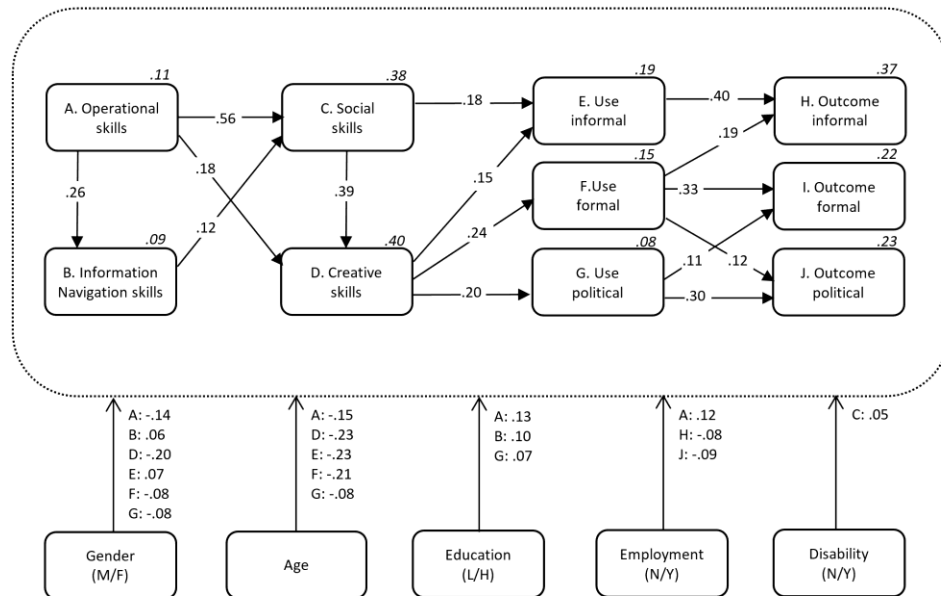 .11
.38
.19
.37
A. Operational
skills
.56
C. Social
skills
.18
E. Use
informal
.40
H. Outcome
informal
.19
.18
.15
.15
.22
.26
.39
F.Use
formal
.33
I. Outcome
formal
.12
.24
.09
.40
.08
.11
.12
.23
B. Information
Navigation skills
D. Creative
skills
.20
G. Use
political
.30
J. Outcome
political
A: -.14
B: .06
D: -.20
E: .07
F: -.08
G: -.08
A: -.15
D: -.23
E: -.23
F: -.21
G: -.08
A: .13
B: .10
G: .07
A: .12
H: -.08
J: -.09
C: .05
Gender
(M/F)
Age
Education
(L/H)
Employment
(N/Y)
Disability
(N/Y)